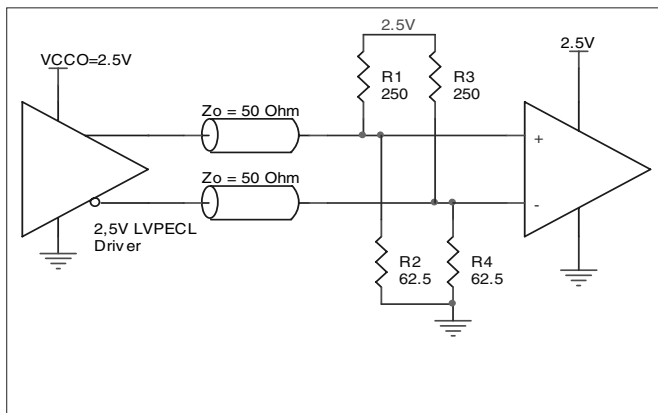 2.5V
VCCO=2.5V
2.5V
R1
250
R3
250
Zo = 50 Ohm
+
Zo = 50 Ohm
-
2,5V LVPECL
Driver
R2
62.5
R4
62.5